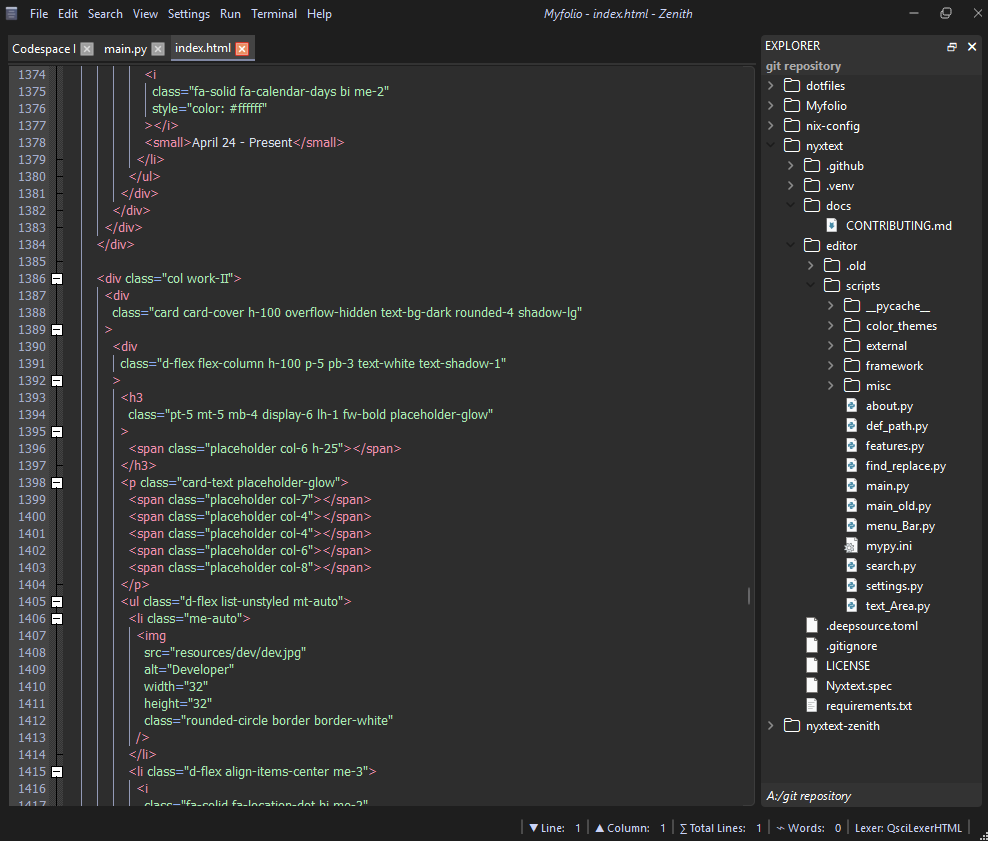 File Edit Search View Settings Run Terminal Help
Myfolio - index.html - Zenith
Codespace I
main.py
index.html
1374 <i
1375 class="fa-solid fa-calendar-days bi me-2"
1376 style="color: #ffffff"
1377 ></i>
1378 <small>April 24 - Present</small>
1379 </li>
1380 </ul>
1381 </div>
1382 </div>
1383 </div>
1384 </div>
1385
1386 <div class="col work-II">
1387 <div
1388 class="card card-cover h-100 overflow-hidden text-bg-dark rounded-4 shadow-lg"
1389 >
1390 <div
1391 class="d-flex flex-column h-100 p-5 pb-3 text-white text-shadow-1"
1392 >
1393 <h3
1394 class="pt-5 mt-5 mb-4 display-6 lh-1 fw-bold placeholder-glow"
1395 >
1396 <span class="placeholder col-6 h-25"></span>
1397 </h3>
1398 <p class="card-text placeholder-glow">
1399 <span class="placeholder col-7"></span>
1400 <span class="placeholder col-4"></span>
1401 <span class="placeholder col-4"></span>
1402 <span class="placeholder col-6"></span>
1403 <span class="placeholder col-8"></span>
1404 </p>
1405 <ul class="d-flex list-unstyled mt-auto">
1406 <li class="me-auto">
1407 <img
1408 src="resources/dev/dev.jpg"
1409 alt="Developer"
1410 width="32"
1411 height="32"
1412 class="rounded-circle border border-white"
1413 />
1414 </li>
1415 <li class="d-flex align-items-center me-3">
1416 <i
1417 class="fa-solid fa-location-dot bi me-2"
EXPLORER
git repository
dotfiles
Myfolio
nix-config
nyxtext
.github
.venv
docs
CONTRIBUTING.md
editor
.old
scripts
__pycache__
color_themes
external
framework
misc
about.py
def_path.py
features.py
find_replace.py
main.py
main_old.py
menu_Bar.py
mypy.ini
search.py
settings.py
text_Area.py
.deepsource.toml
.gitignore
LICENSE
Nyxtext.spec
requirements.txt
nyxtext-zenith
A:/git repository
▼ Line: 1 ▲ Column: 1 ∑ Total Lines: 1 ~ Words: 0 Lexer: QsciLexerHTML